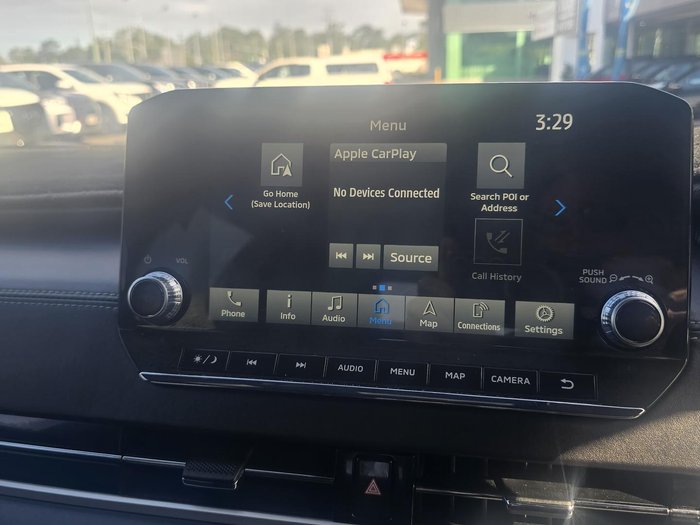 Menu
3:29
Apple CarPlay
No Devices Connected
Go Home
(Save Location)
Search POI or
Address
Source
Call History
VOL
PUSH
SOUND
Phone
Info
Audio
Menu
Map
Connections
Settings
AUDIO
MENU
MAP
CAMERA